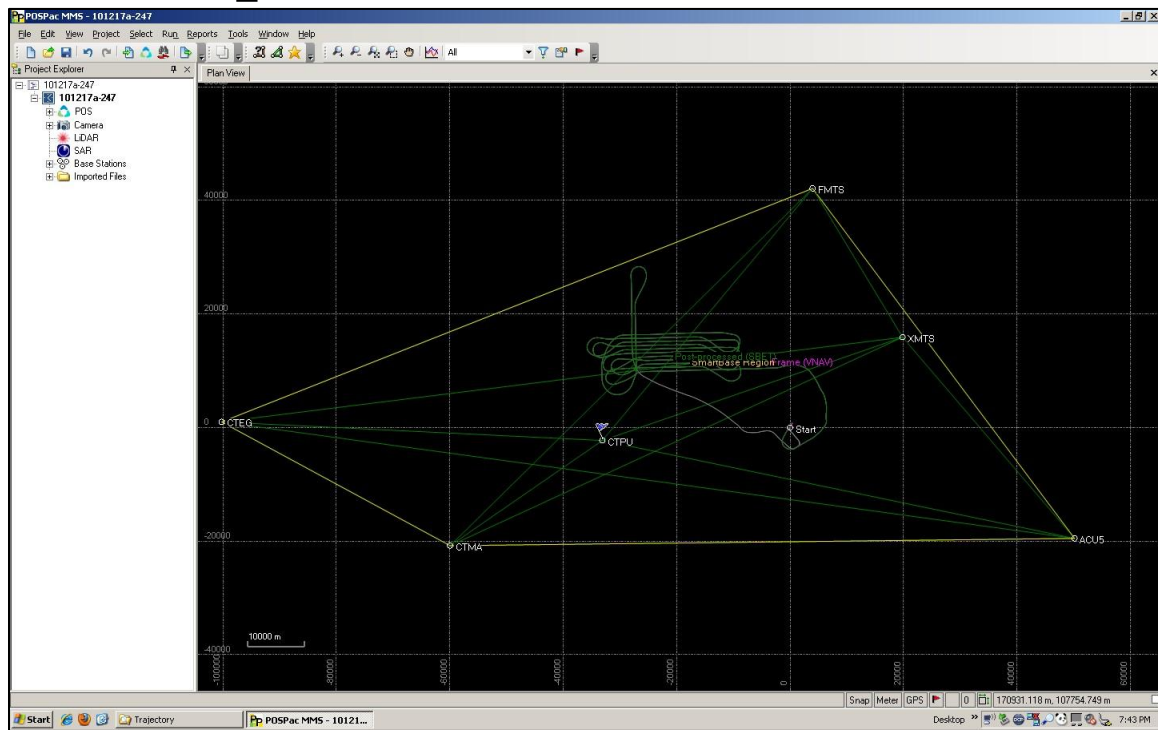 POSPac MMS - 101217a-247
File Edit View Project Select Run Reports Tools Window Help
All
Project Explorer
Plan View
101217a-247
101217a-247
POS
Camera
LiDAR
SAR
Base Stations
Imported Files
40000
FMTS
20000
XMTS
Post-processed (SBET)
Smartbase Region
Frame (VNAV)
0
CTEG
Start
CTPU
-20000
CTMA
ACU5
10000 m
-40000
-100000
-80000
-60000
-40000
-20000
0
20000
40000
60000
Snap Meter GPS 0 170931.118 m, 107754.749 m
Start Trajectory POSPac MMS - 10121... Desktop » 7:43 PM